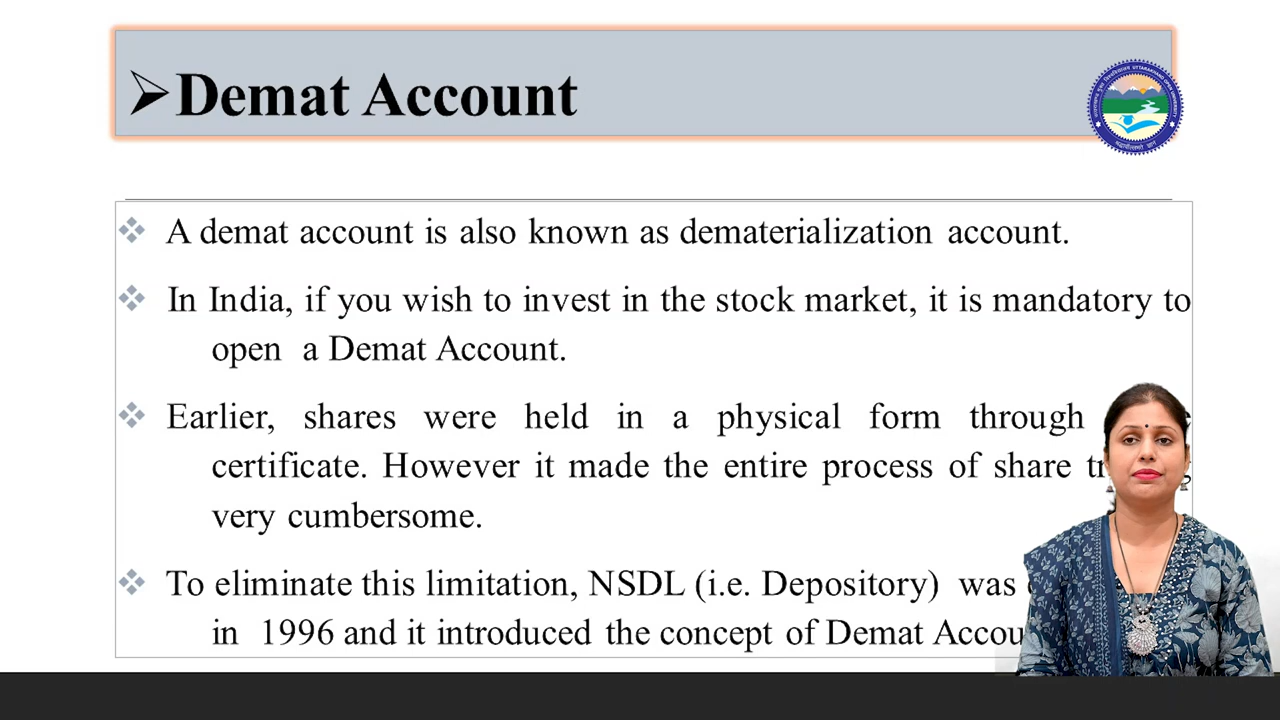 ➢Demat Account
❖ A demat account is also known as dematerialization account.
❖ In India, if you wish to invest in the stock market, it is mandatory to
open a Demat Account.
❖ Earlier, shares were held in a physical form through
certificate. However it made the entire process of share
very cumbersome.
❖ To eliminate this limitation, NSDL (i.e. Depository) was
in 1996 and it introduced the concept of Demat